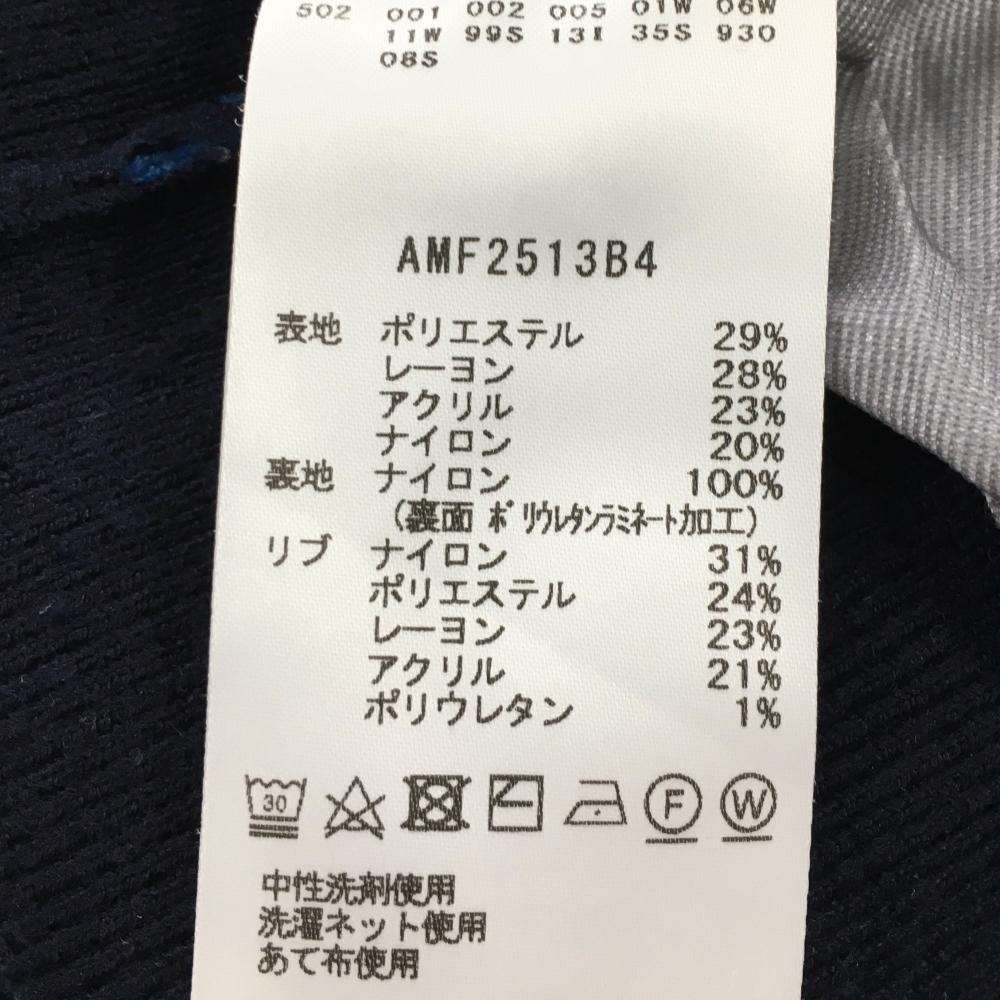 502 001 002 005 01W 06W
11W 99S 13I 35S 930
08S
AMF2513B4
表地 ポリエステル 29%
レーヨン 28%
アクリル 23%
ナイロン 20%
裏地 ナイロン 100%
(裏面 ポリウレタンラミネート加工)
リブ ナイロン 31%
ポリエステル 24%
レーヨン 23%
アクリル 21%
ポリウレタン 1%
30 F W
中性洗剤使用
洗濯ネット使用
あて布使用